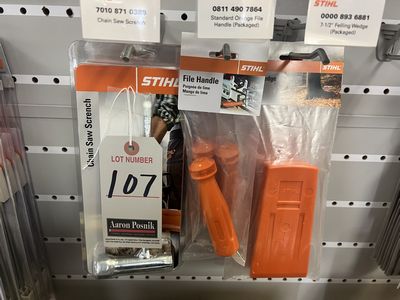 7010 871 0389
Chain Saw Scrench
0811 490 7864
Standard Orange File
Handle (Packaged)
STIHL
0000 893 6881
7-1/2" Felling Wedge
(Packaged)
STIHL
Chain Saw Scrench
File Handle
Poignée de lime
Mango de lima
STIHL
STIHL
LOT NUMBER
107
Aaron Posnik